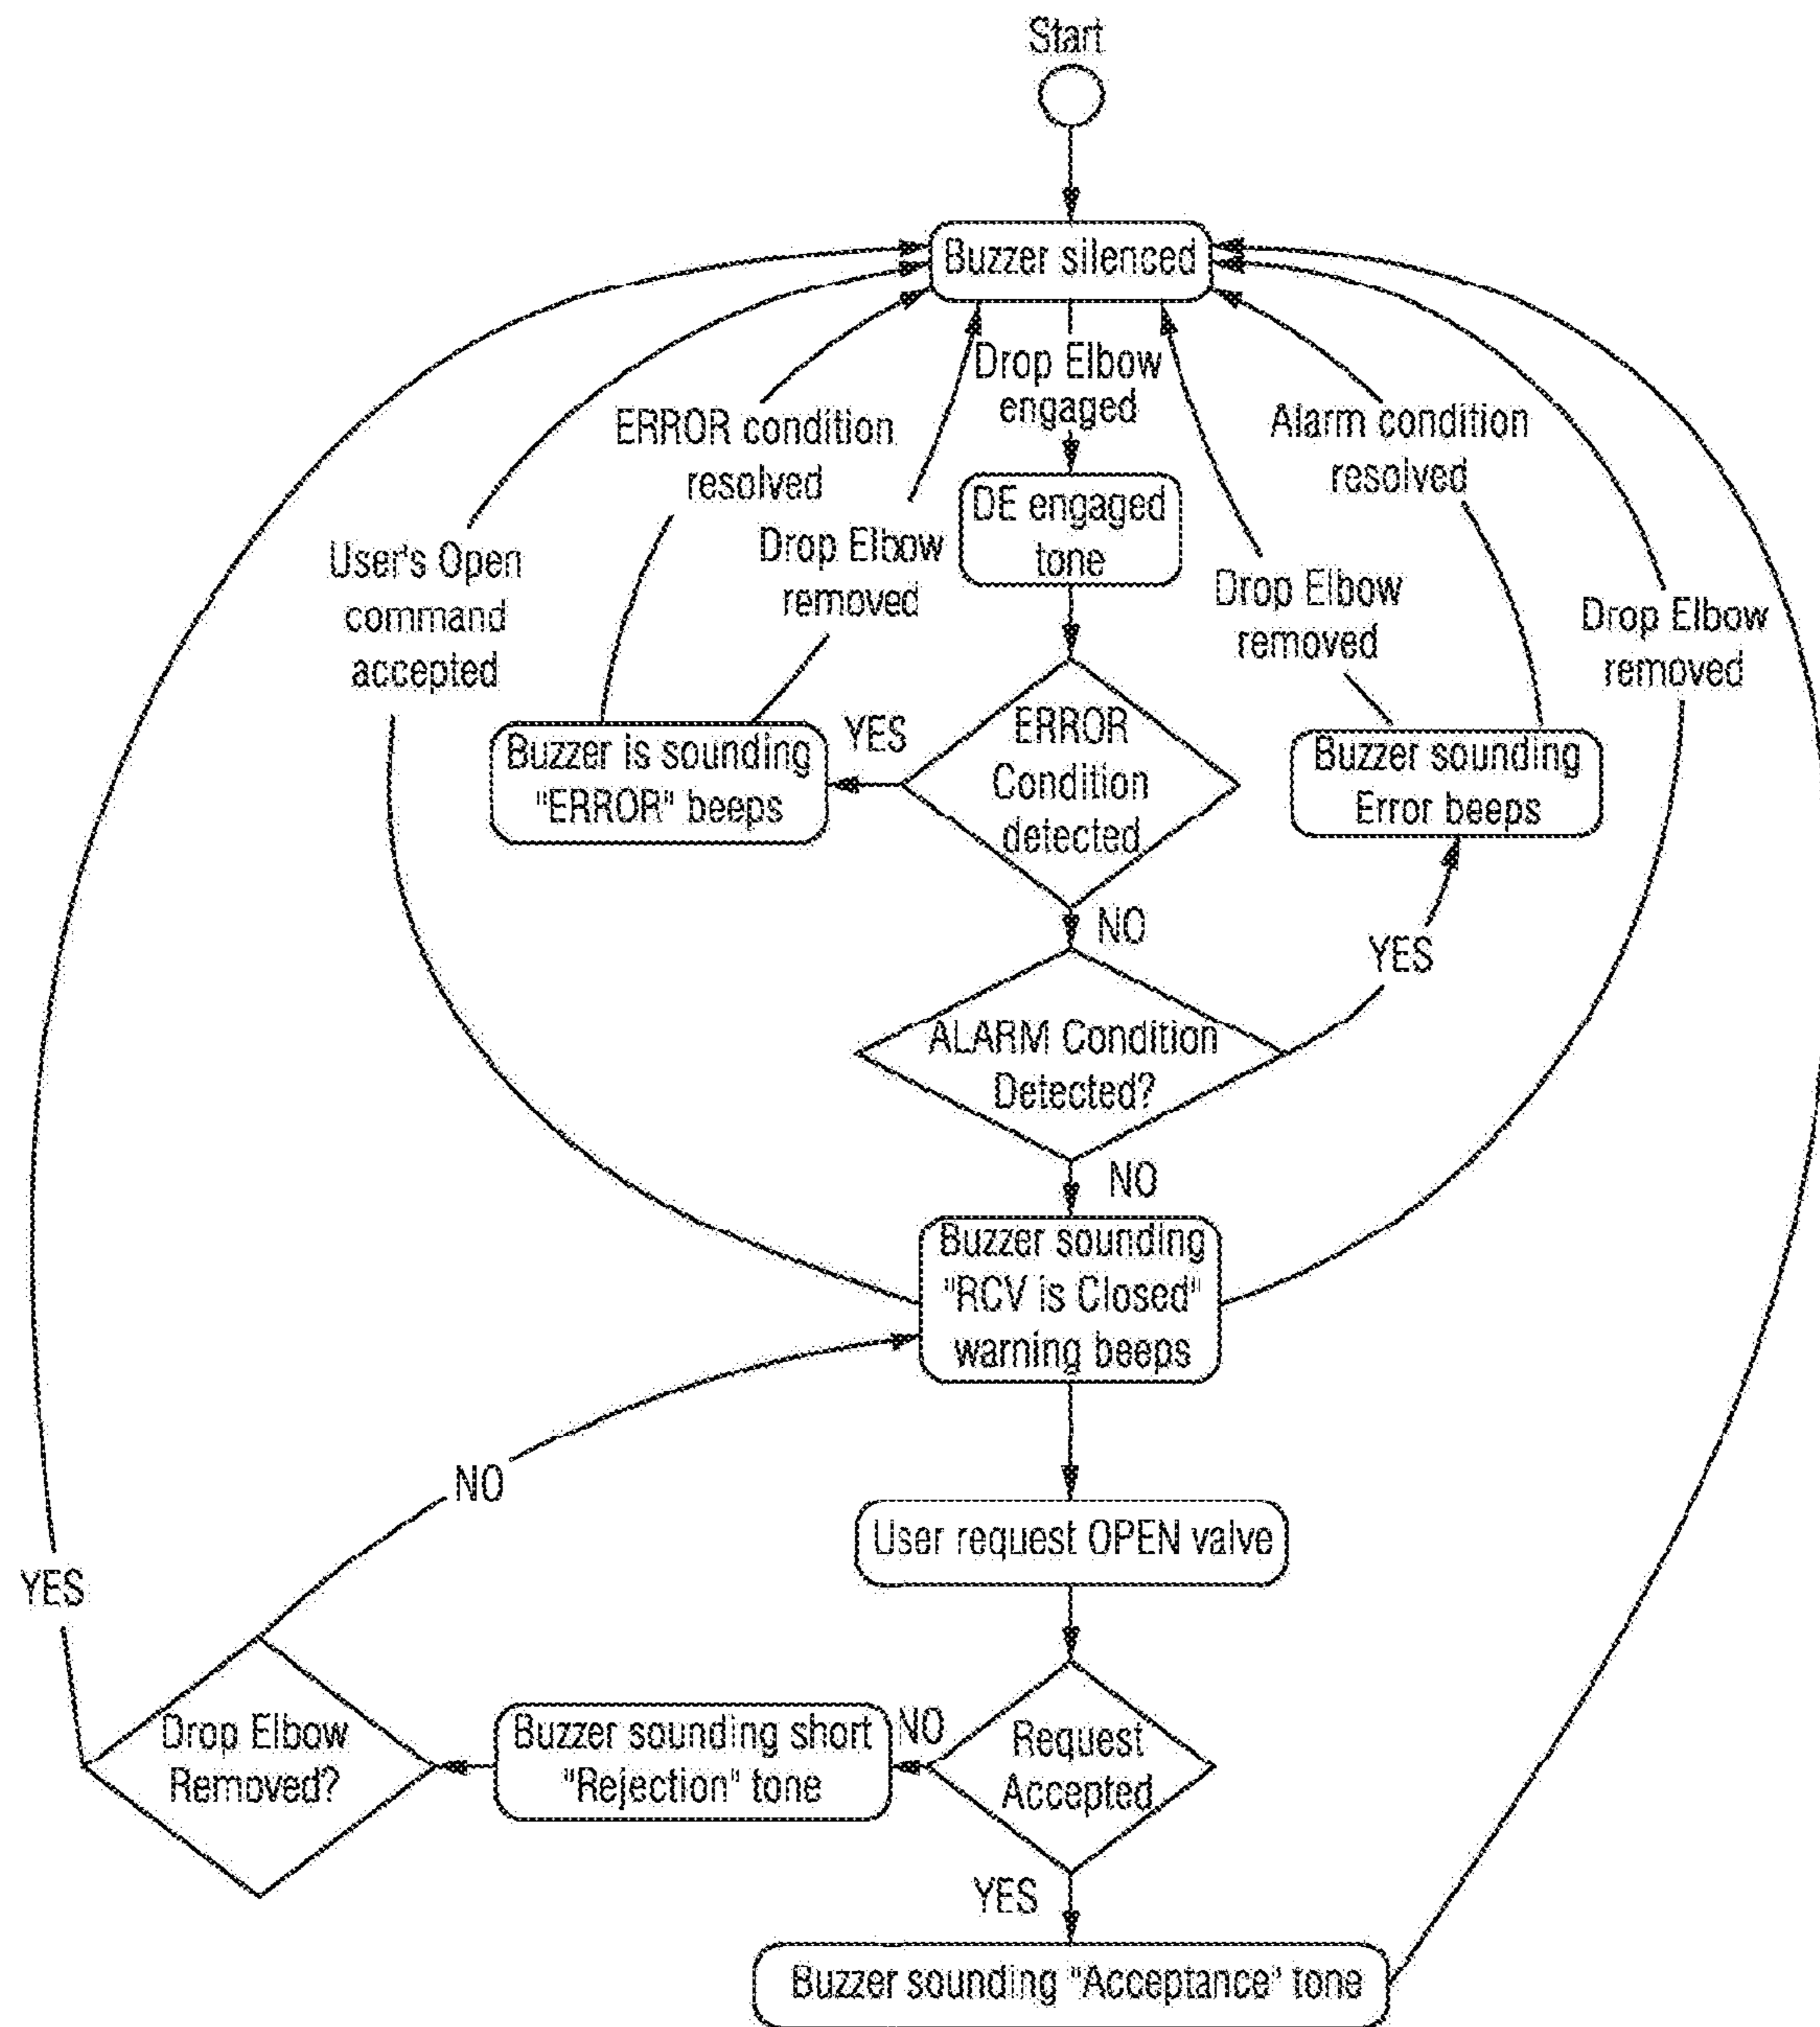 Start
Buzzer silenced
Drop Elbow
engaged
ERROR condition
resolved
Alarm condition
resolved
DE engaged
tone
User's Open
command
accepted
Drop Elbow
removed
Drop Elbow
removed
Drop Elbow
removed
Buzzer is sounding
"ERROR" beeps
YES
ERROR
Condition
detected
Buzzer sounding
Error beeps
NO
YES
ALARM Condition
Detected?
NO
Buzzer sounding
"RCV is Closed"
warning beeps
NO
User request OPEN valve
YES
Drop Elbow
Removed?
Buzzer sounding short
"Rejection" tone
NO
Request
Accepted
YES
Buzzer sounding "Acceptance" tone